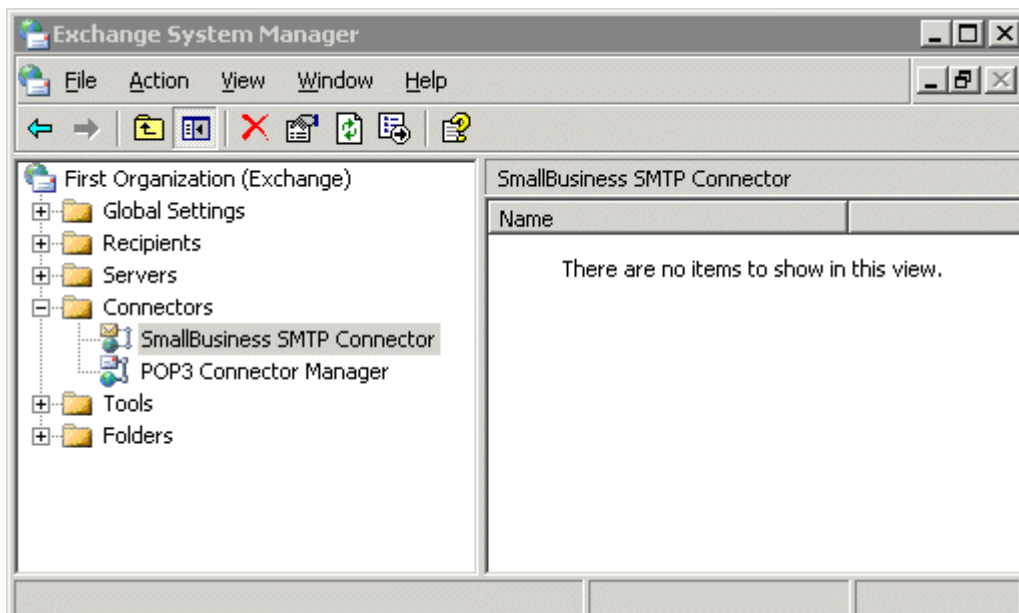 Exchange System Manager
File Action View Window Help
First Organization (Exchange)
Global Settings
Recipients
Servers
Connectors
SmallBusiness SMTP Connector
POP3 Connector Manager
Tools
Folders
SmallBusiness SMTP Connector
Name
There are no items to show in this view.